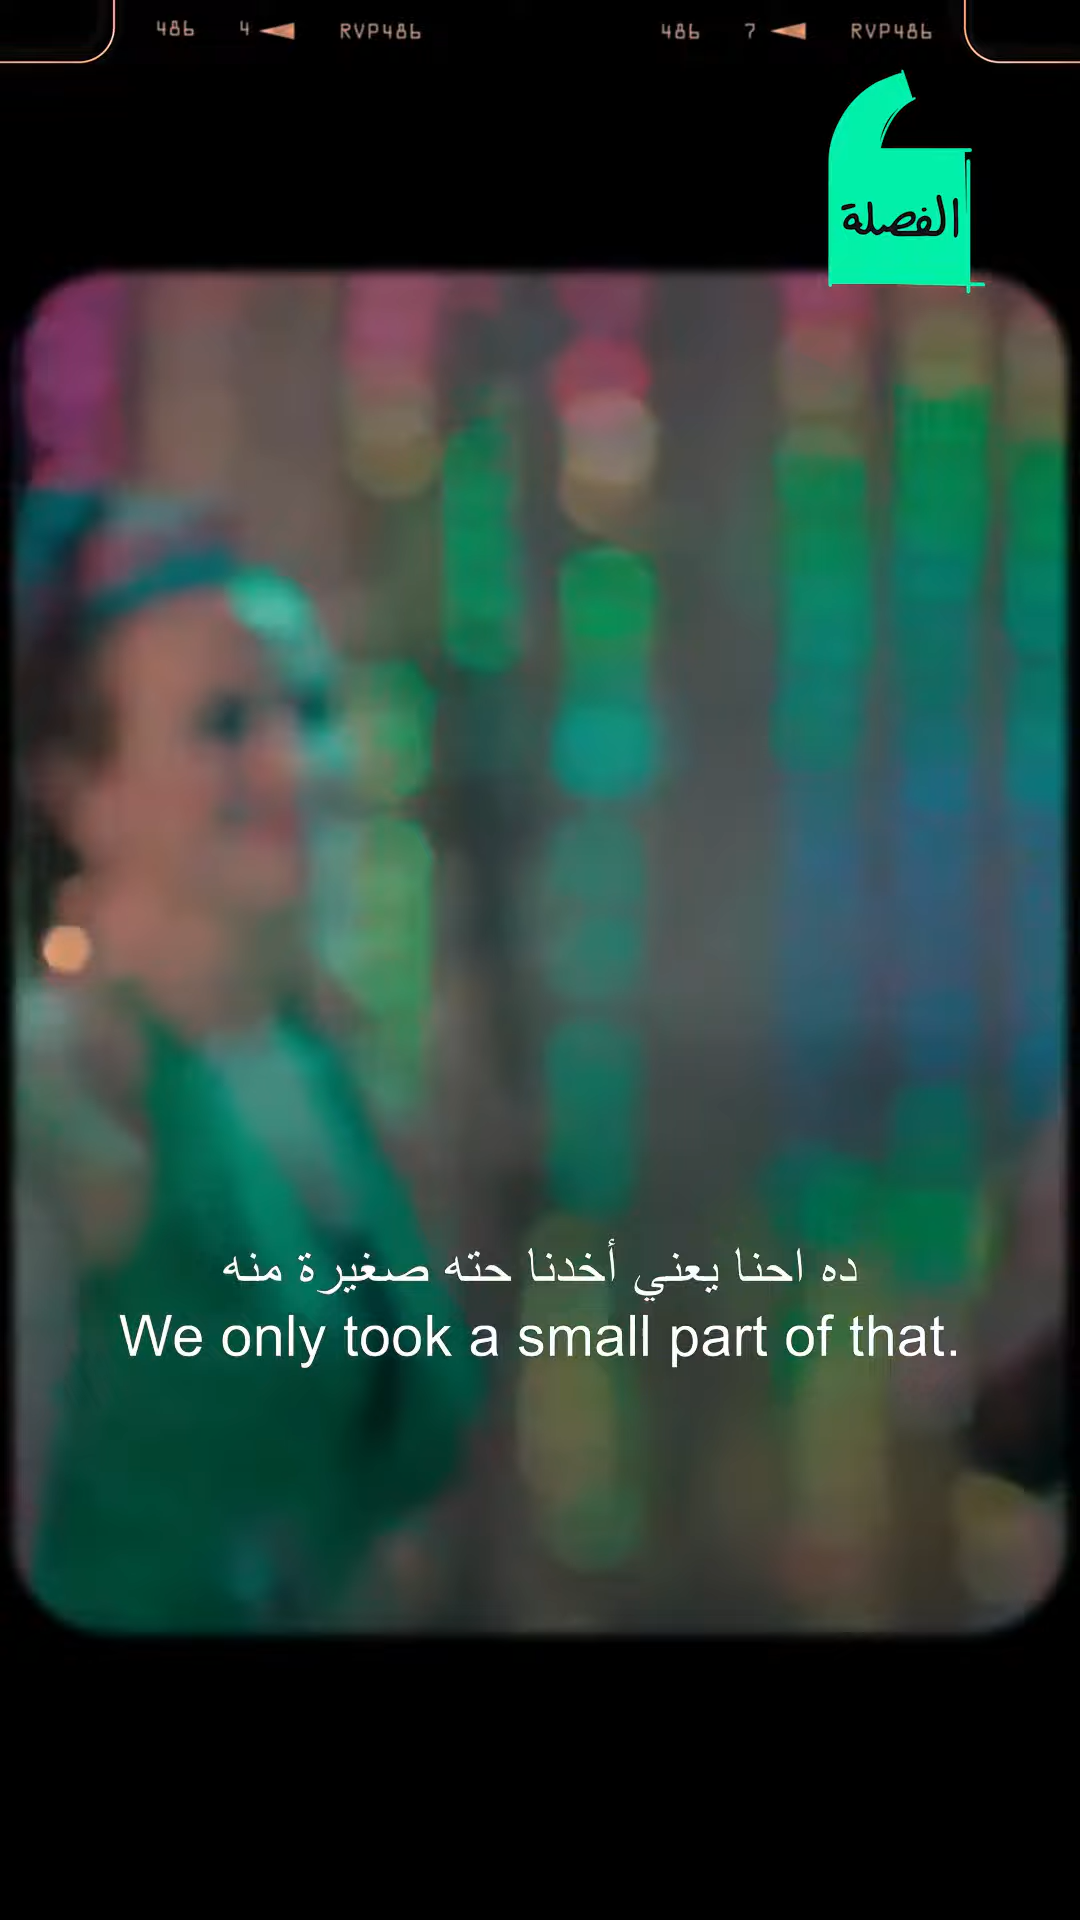 486 4 RVP486 486 7 RVP486
الفصلة
ده احنا يعني أخدنا حته صغيرة منه
We only took a small part of that.